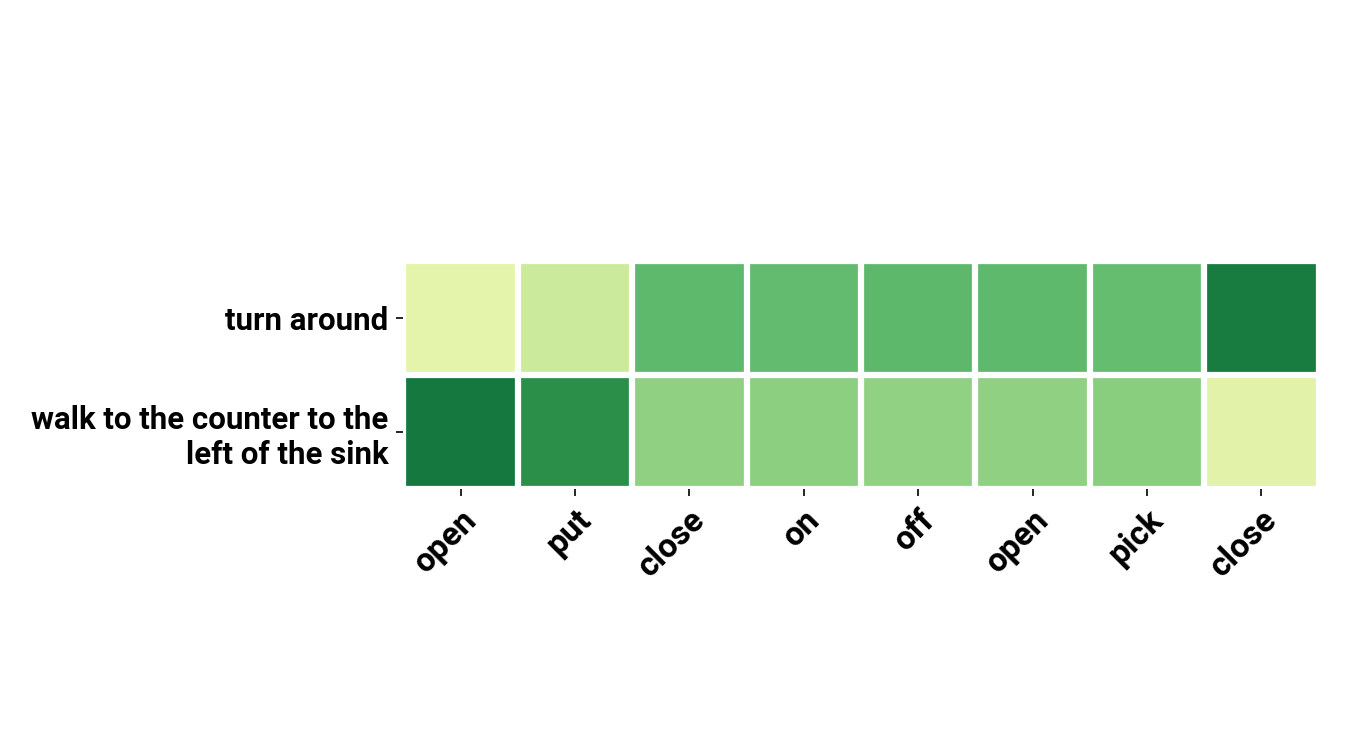 turn around
walk to the counter to the
left of the sink
open
put
close
on
off
open
pick
close